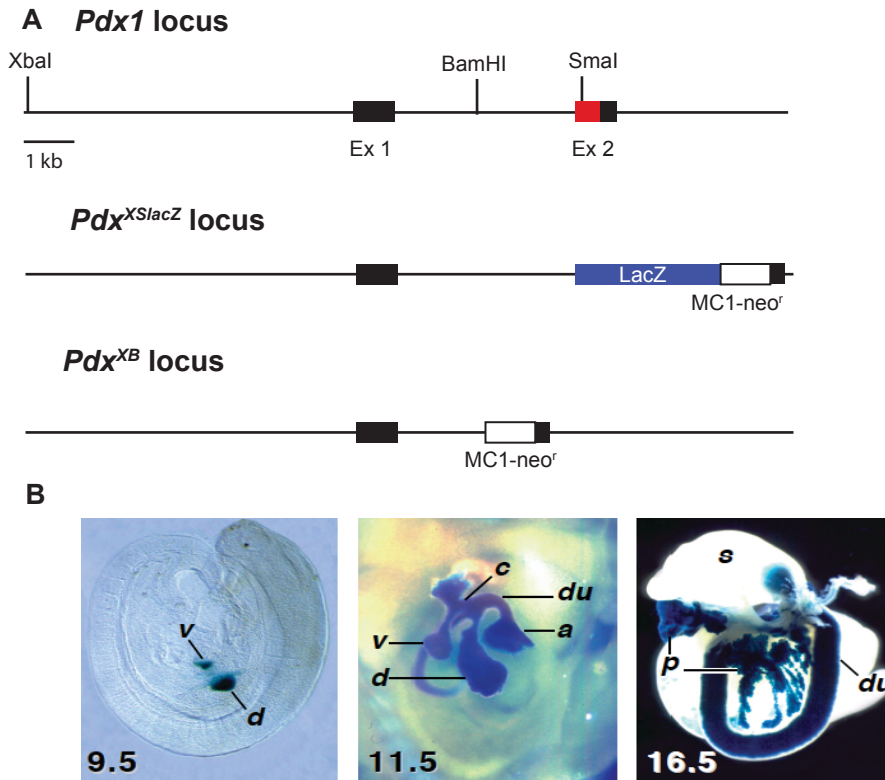 A Pdx1 locus
XbaI
BamHI
SmaI
1 kb
Ex 1
Ex 2
Pdx^XSlacZ locus
LacZ
MC1-neo^r
Pdx^XB locus
MC1-neo^r
B
v
d
9.5
c
du
v
a
d
11.5
s
p
du
16.5